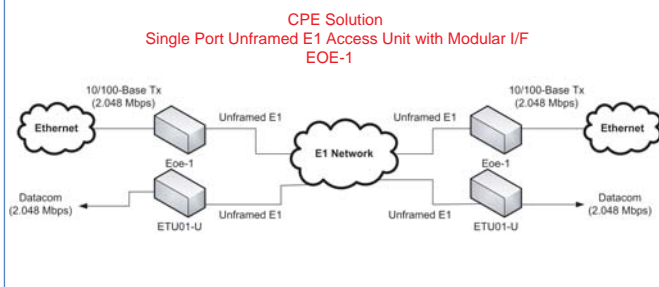 CPE Solution
Single Port Unframed E1 Access Unit with Modular I/F
EOE-1
10/100-Base Tx
(2.048 Mbps)
10/100-Base Tx
(2.048 Mbps)
Ethernet
Unframed E1
Unframed E1
Ethernet
Eoe-1
E1 Network
Eoe-1
Datacom
(2.048 Mbps)
Datacom
(2.048 Mbps)
ETU01-U
Unframed E1
Unframed E1
ETU01-U